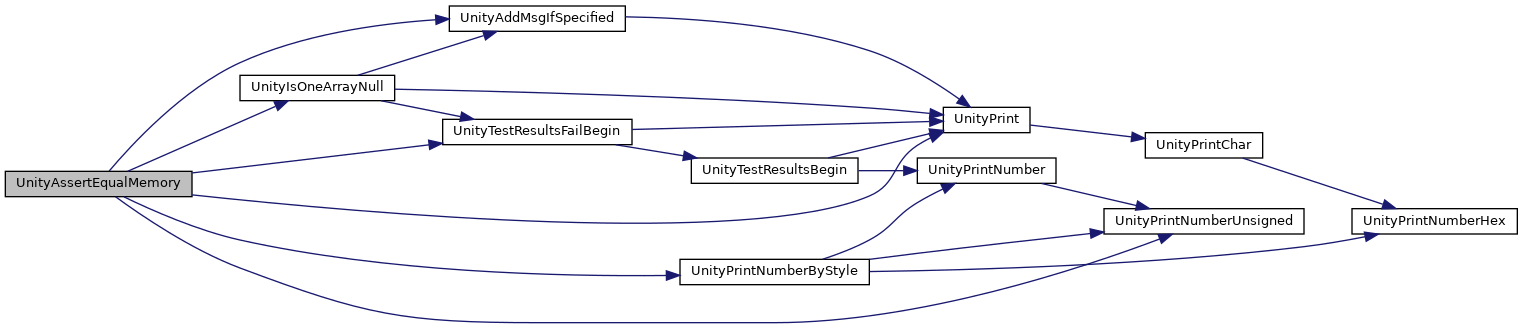 UnityAddMsgIfSpecified
UnityIsOneArrayNull
UnityPrint
UnityTestResultsFailBegin
UnityPrintChar
UnityTestResultsBegin
UnityPrintNumber
UnityAssertEqualMemory
UnityPrintNumberUnsigned
UnityPrintNumberHex
UnityPrintNumberByStyle